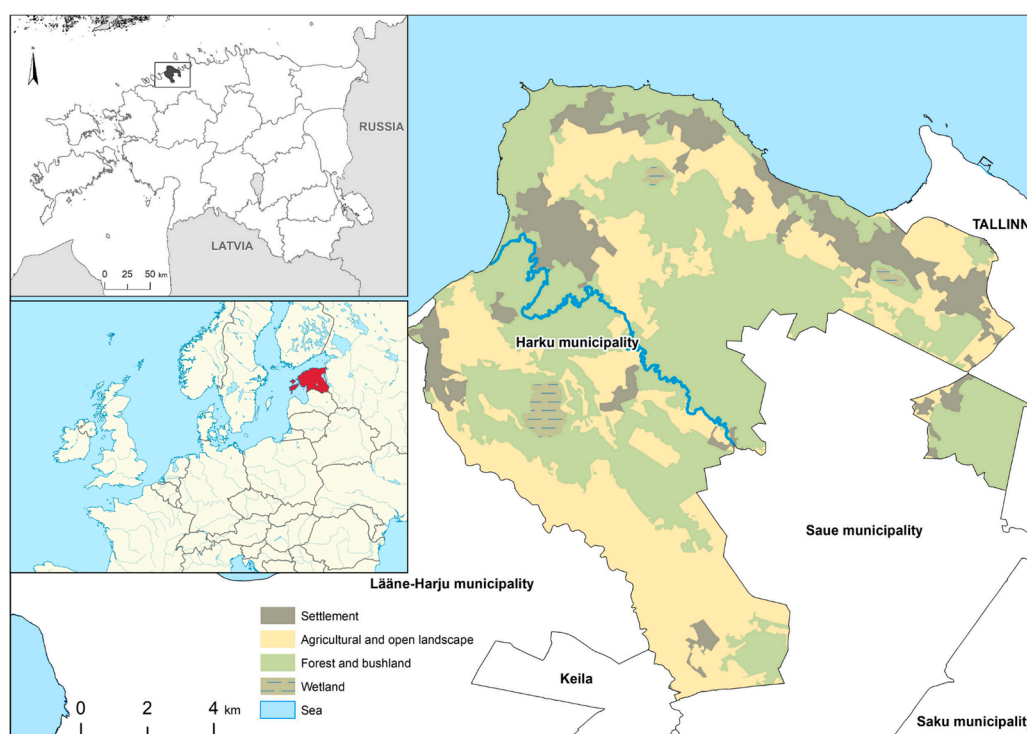 N
RUSSIA
LATVIA
0 25 50 km
TALLINN
Harku municipality
Saue municipality
Lääne-Harju municipality
Settlement
Agricultural and open landscape
Forest and bushland
Wetland
Sea
Keila
0 2 4 km
Saku municipalit